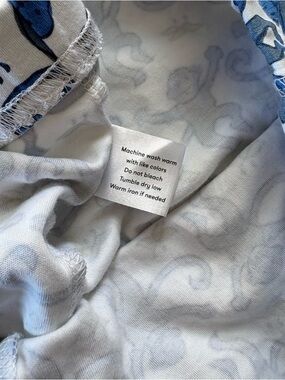 Machine wash warm
with like colors
Do not bleach
Tumble dry low
Warm iron if needed